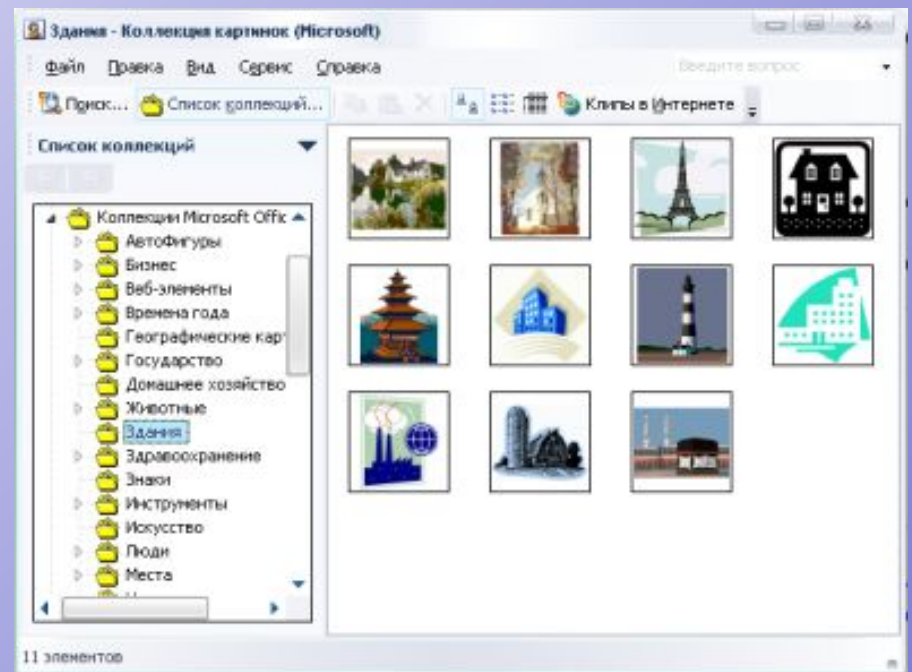 Здания - Коллекция картинок (Microsoft)
Файл Правка Вид Сервис Справка Введите вопрос
Поиск... Список коллекций... Клипы в Интернете
Список коллекций
Коллекции Microsoft Offic
АвтоФигуры
Бизнес
Веб-элементы
Времена года
Географические кар
Государство
Домашнее хозяйство
Животные
Здания
Здравоохранение
Знаки
Инструменты
Искусство
Люди
Места
11 элементов